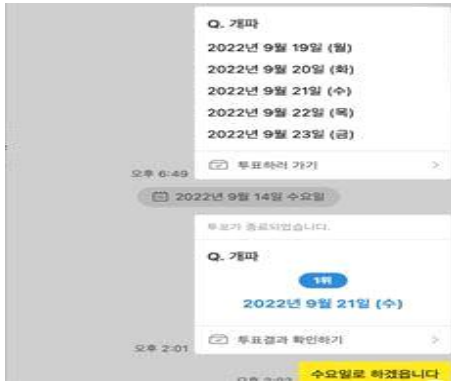 Q. 개파
2022년 9월 19일 (월)
2022년 9월 20일 (화)
2022년 9월 21일 (수)
2022년 9월 22일 (목)
2022년 9월 23일 (금)
투표하러 가기
오후 6:49
2022년 9월 14일 수요일
투표가 종료되었습니다.
Q. 개파
1위
2022년 9월 21일 (수)
투표결과 확인하기
오후 2:01
수요일로 하겠읍니다
오후 2:03